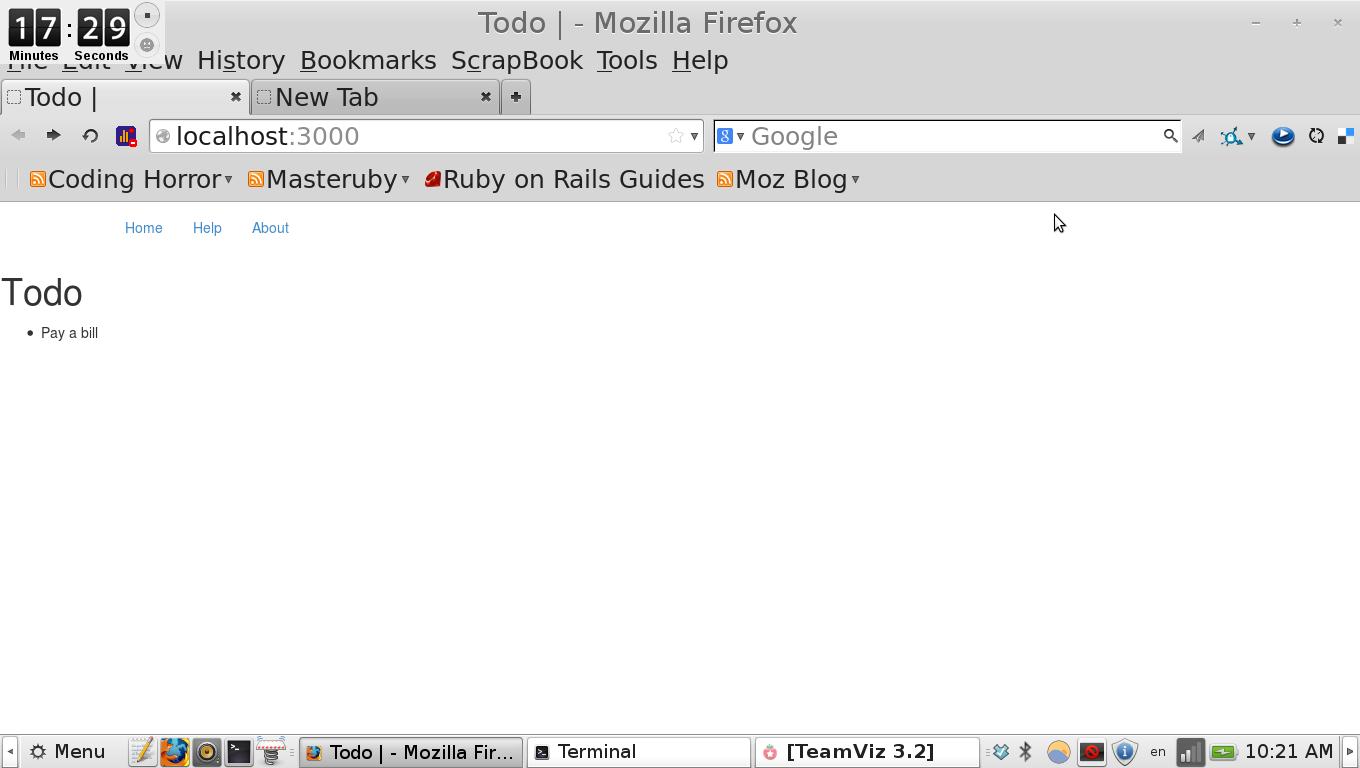 17:29
Minutes Seconds
Todo | - Mozilla Firefox
File Edit View History Bookmarks ScrapBook Tools Help
Todo | New Tab
localhost:3000 Google
Coding Horror Masteruby Ruby on Rails Guides Moz Blog
Home Help About
Todo
• Pay a bill
Menu Todo | - Mozilla Fir... Terminal [TeamViz 3.2] en 10:21 AM